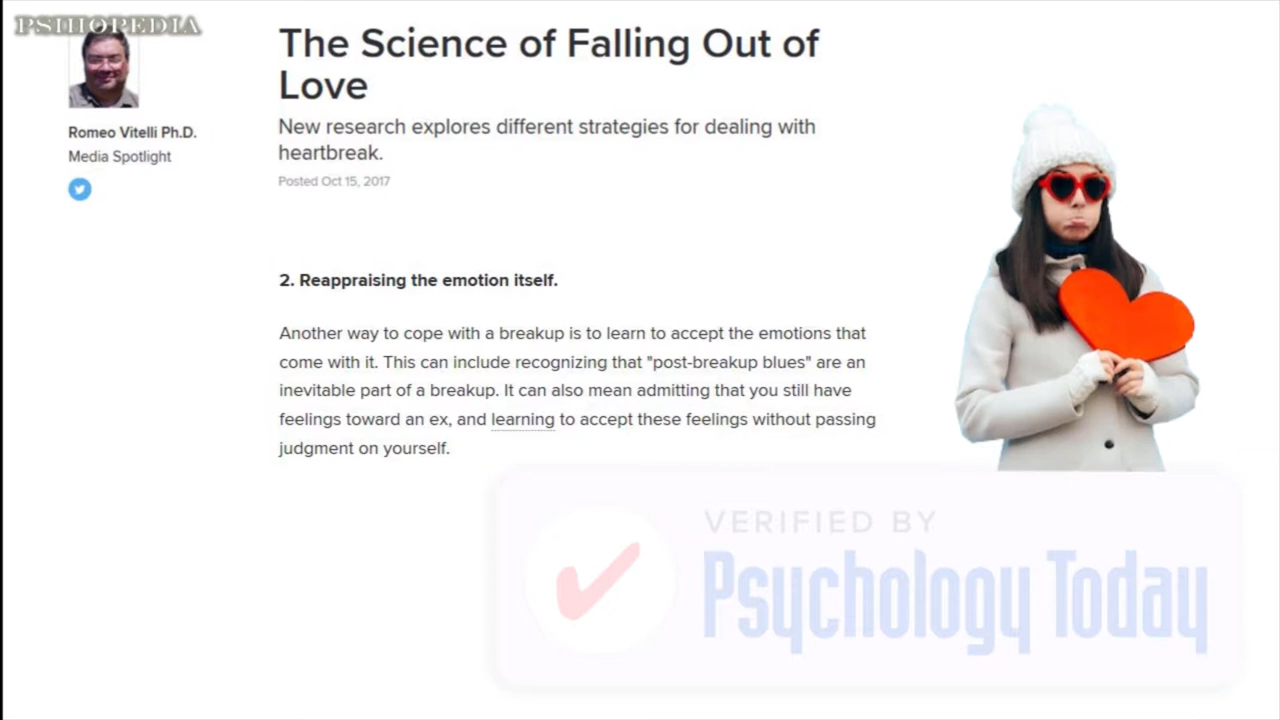 PSIHOPEDIA
The Science of Falling Out of
Love
New research explores different strategies for dealing with
heartbreak.
Posted Oct 15, 2017
Romeo Vitelli Ph.D.
Media Spotlight
2. Reappraising the emotion itself.
Another way to cope with a breakup is to learn to accept the emotions that
come with it. This can include recognizing that "post-breakup blues" are an
inevitable part of a breakup. It can also mean admitting that you still have
feelings toward an ex, and learning to accept these feelings without passing
judgment on yourself.
VERIFIED BY
Psychology Today